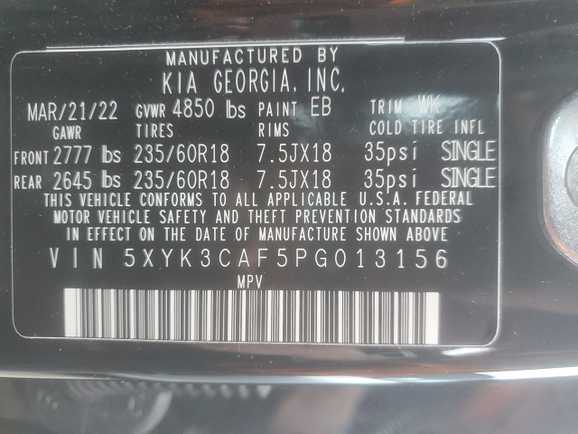 MANUFACTURED BY
KIA GEORGIA, INC.
MAR/21/22 GVWR 4850 lbs PAINT EB TRIM WK
GAWR TIRES RIMS COLD TIRE INFL
FRONT 2777 lbs 235/60R18 7.5JX18 35psi SINGLE
REAR 2645 lbs 235/60R18 7.5JX18 35psi SINGLE
THIS VEHICLE CONFORMS TO ALL APPLICABLE U.S.A. FEDERAL
MOTOR VEHICLE SAFETY AND THEFT PREVENTION STANDARDS
IN EFFECT ON THE DATE OF MANUFACTURE SHOWN ABOVE.
VIN 5XYK3CAF5PG013156
MPV